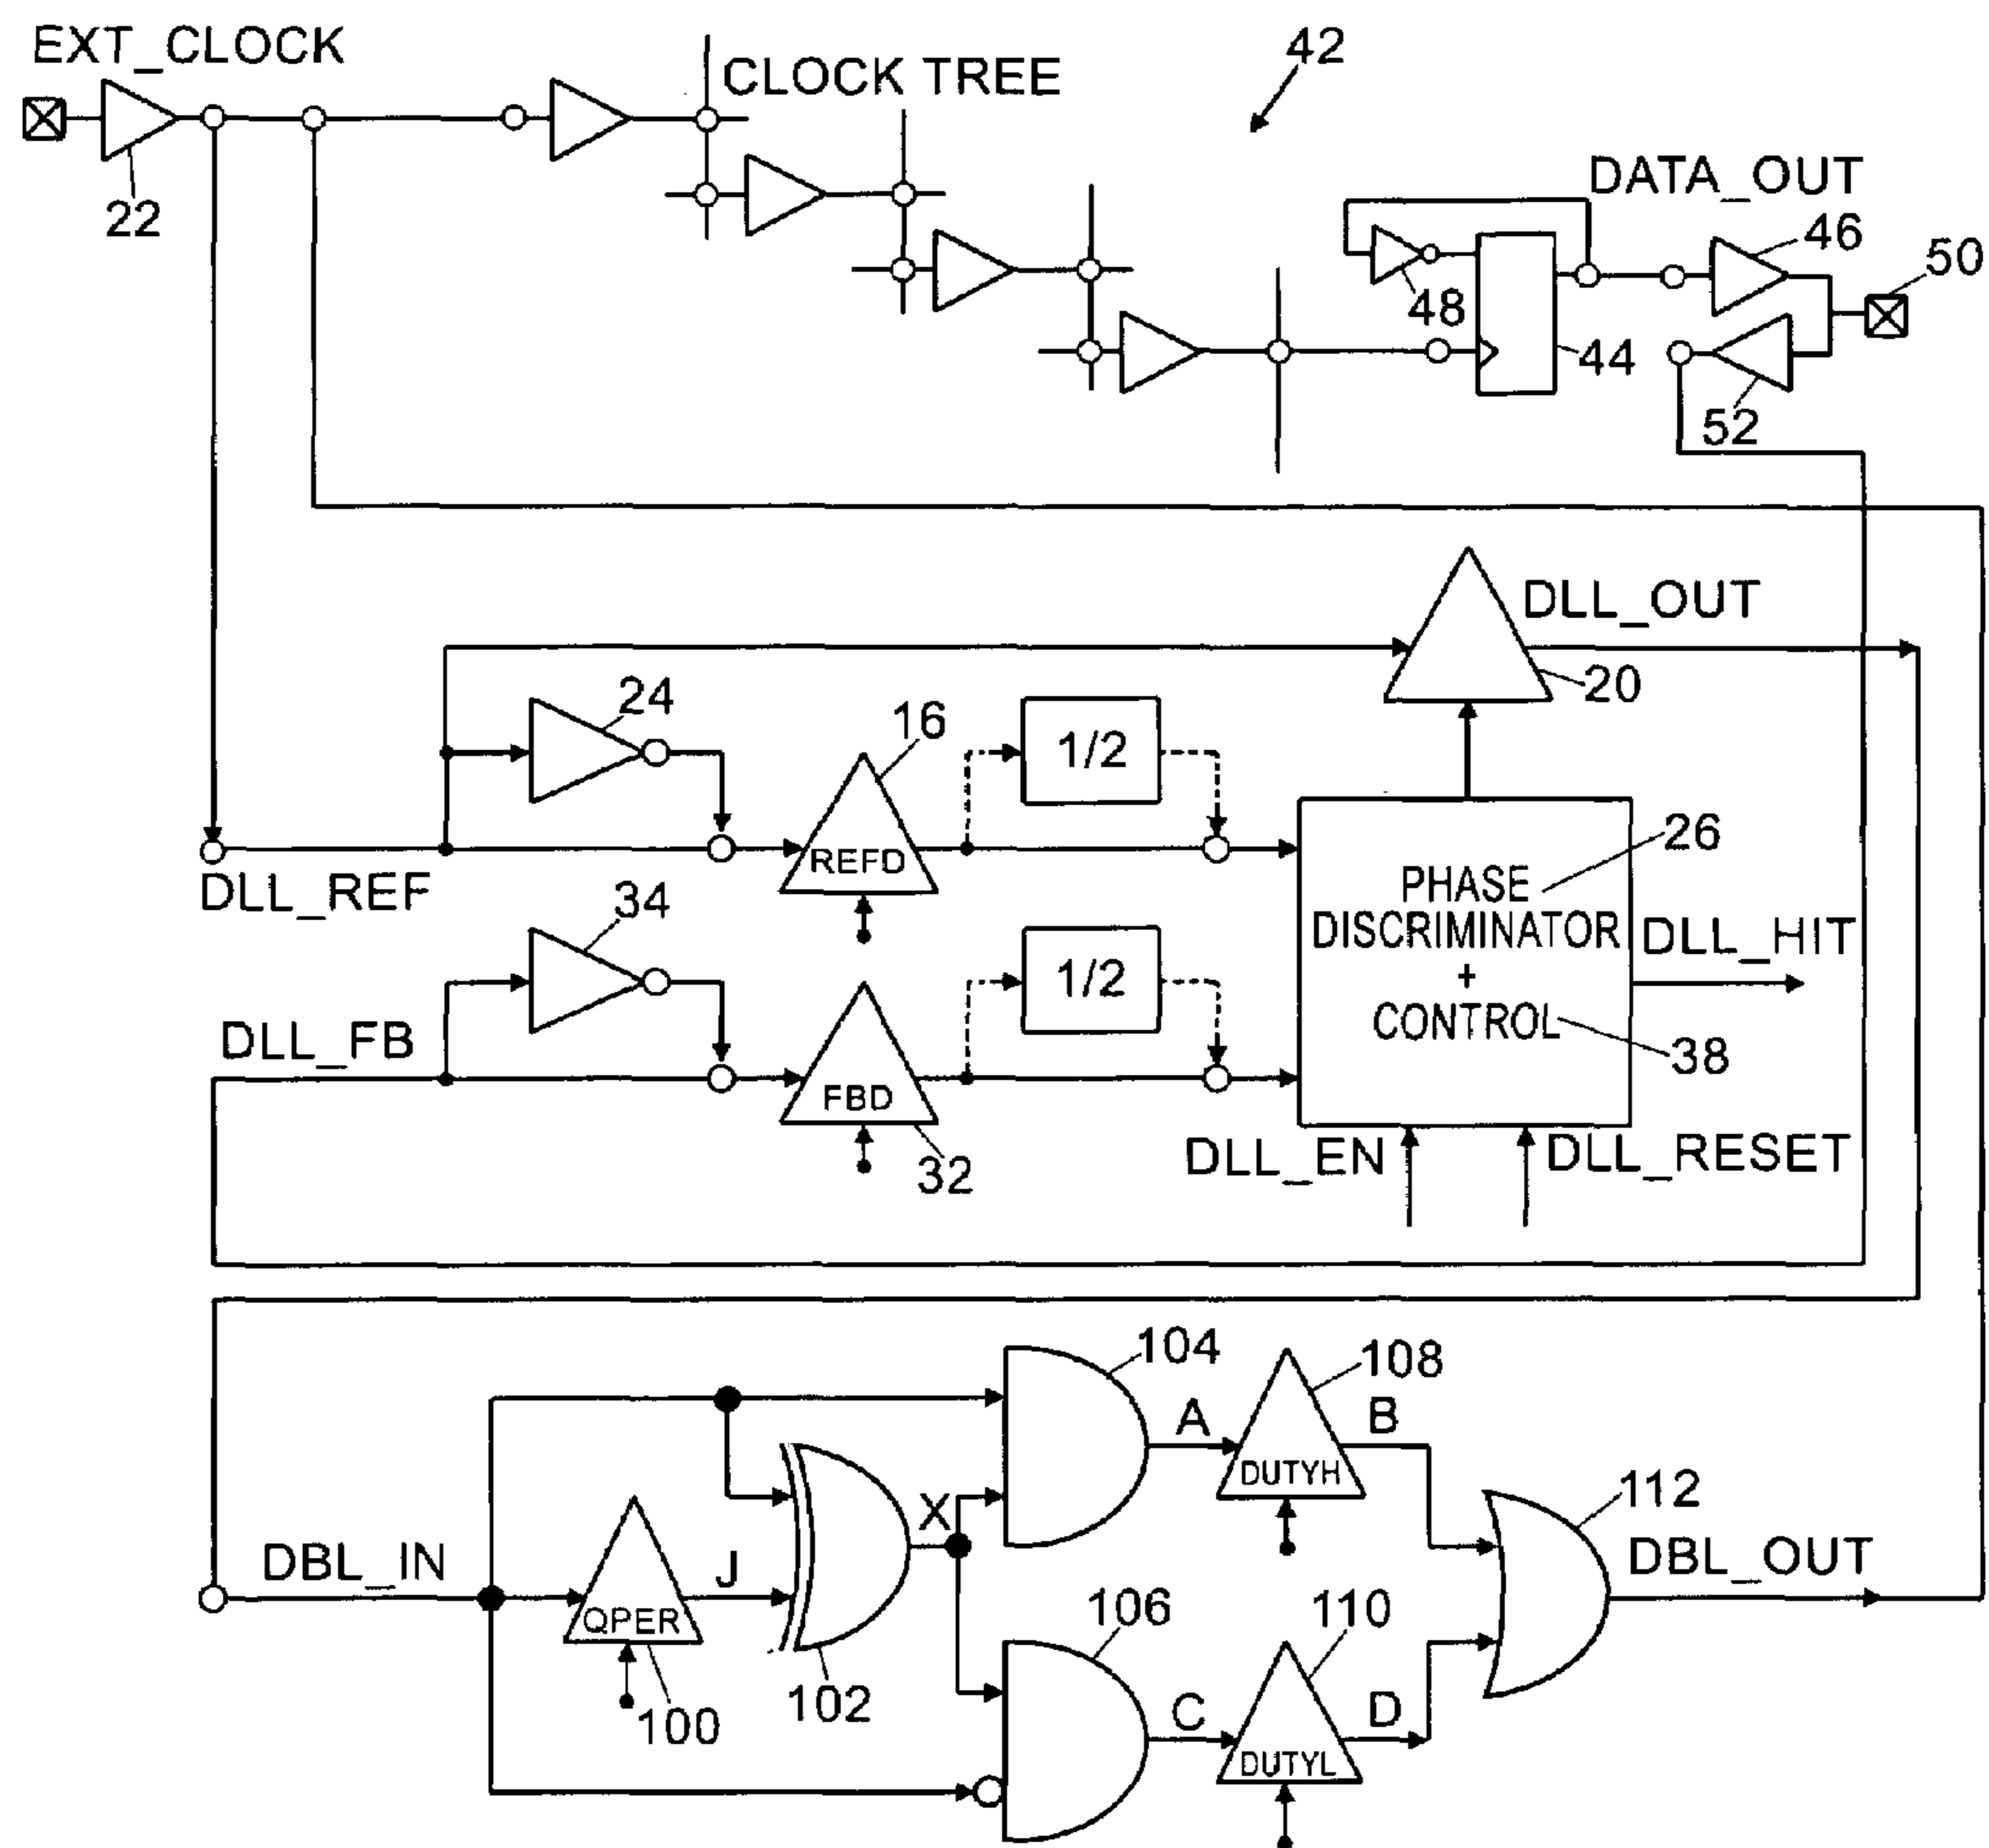 EXT_CLOCK
CLOCK TREE
42
22
DATA_OUT
46
50
48
44
52
DLL_OUT
20
24
16
1/2
REFD
DLL_REF
26
PHASE
DISCRIMINATOR
+
CONTROL
38
DLL_HIT
34
1/2
DLL_FB
FBD
32
DLL_EN
DLL_RESET
104
108
A
B
DUTYH
112
X
DBL_IN
J
QPER
DBL_OUT
106
110
102
100
C
D
DUTYL